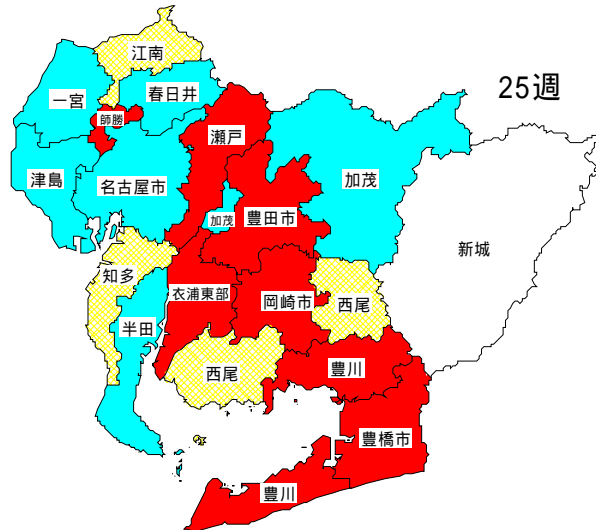 江南
25週
一宮
春日井
師勝
瀬戸
津島
名古屋市
加茂
加茂
豊田市
新城
知多
衣浦東部
岡崎市
西尾
半田
西尾
豊川
豊橋市
豊川